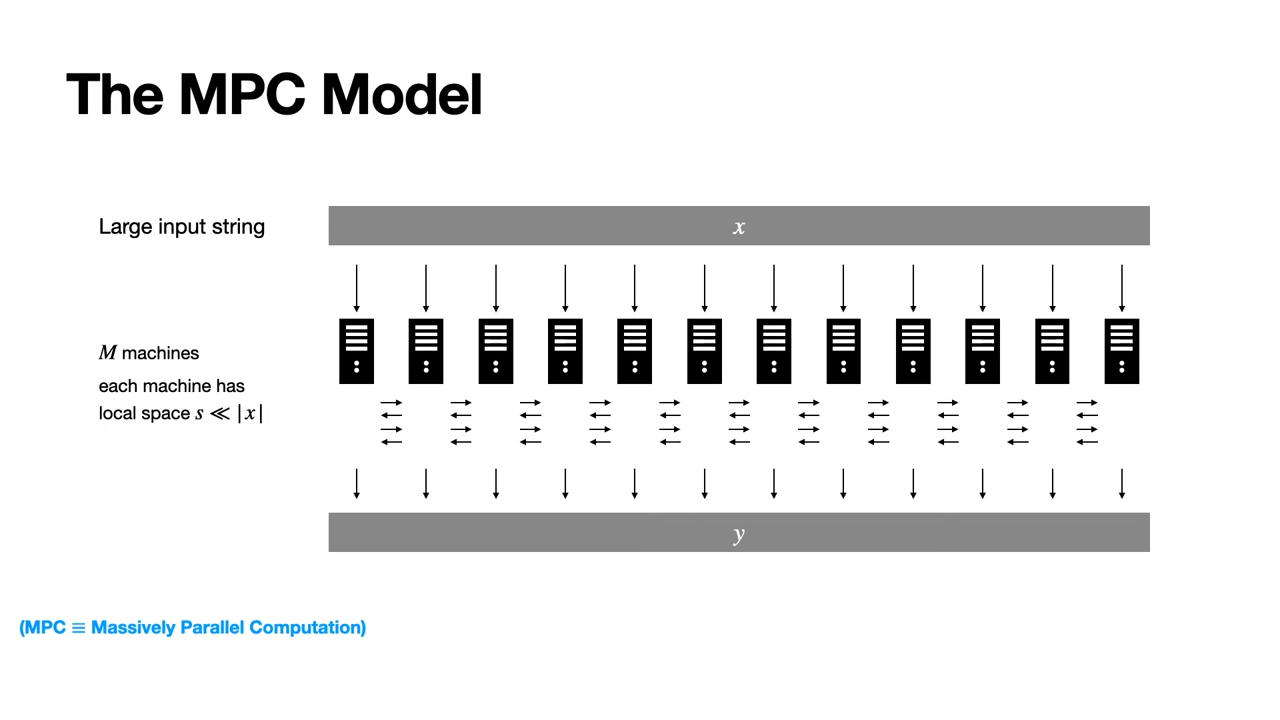 The MPC Model
Large input string
x
M machines
each machine has
local space s ≪ |x|
y
(MPC ≡ Massively Parallel Computation)